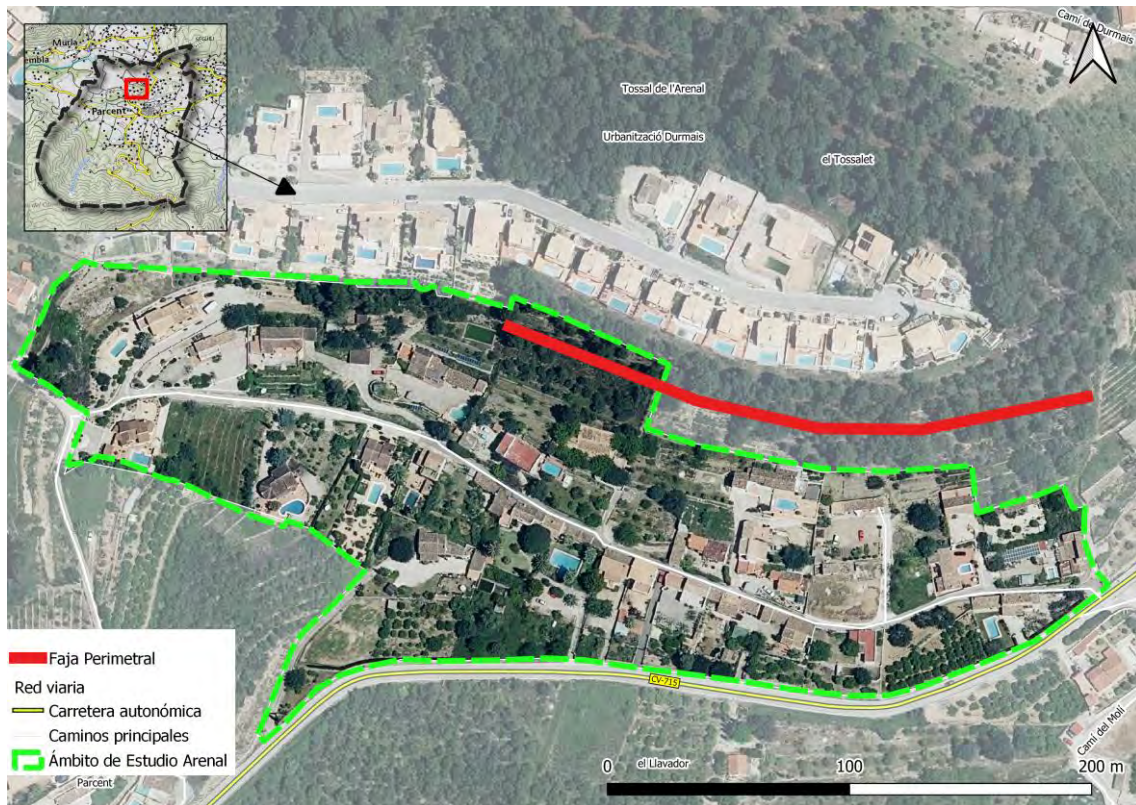 Murla
Parcent
Camí de Durmais
Tossal de l'Arenal
Urbanització Durmais
el Tossalet
CV-715
Faja Perimetral
Red viaria
Carretera autonómica
Caminos principales
Ámbito de Estudio Arenal
Parcent
el Llavador
Camí del Molí
0 100 200 m